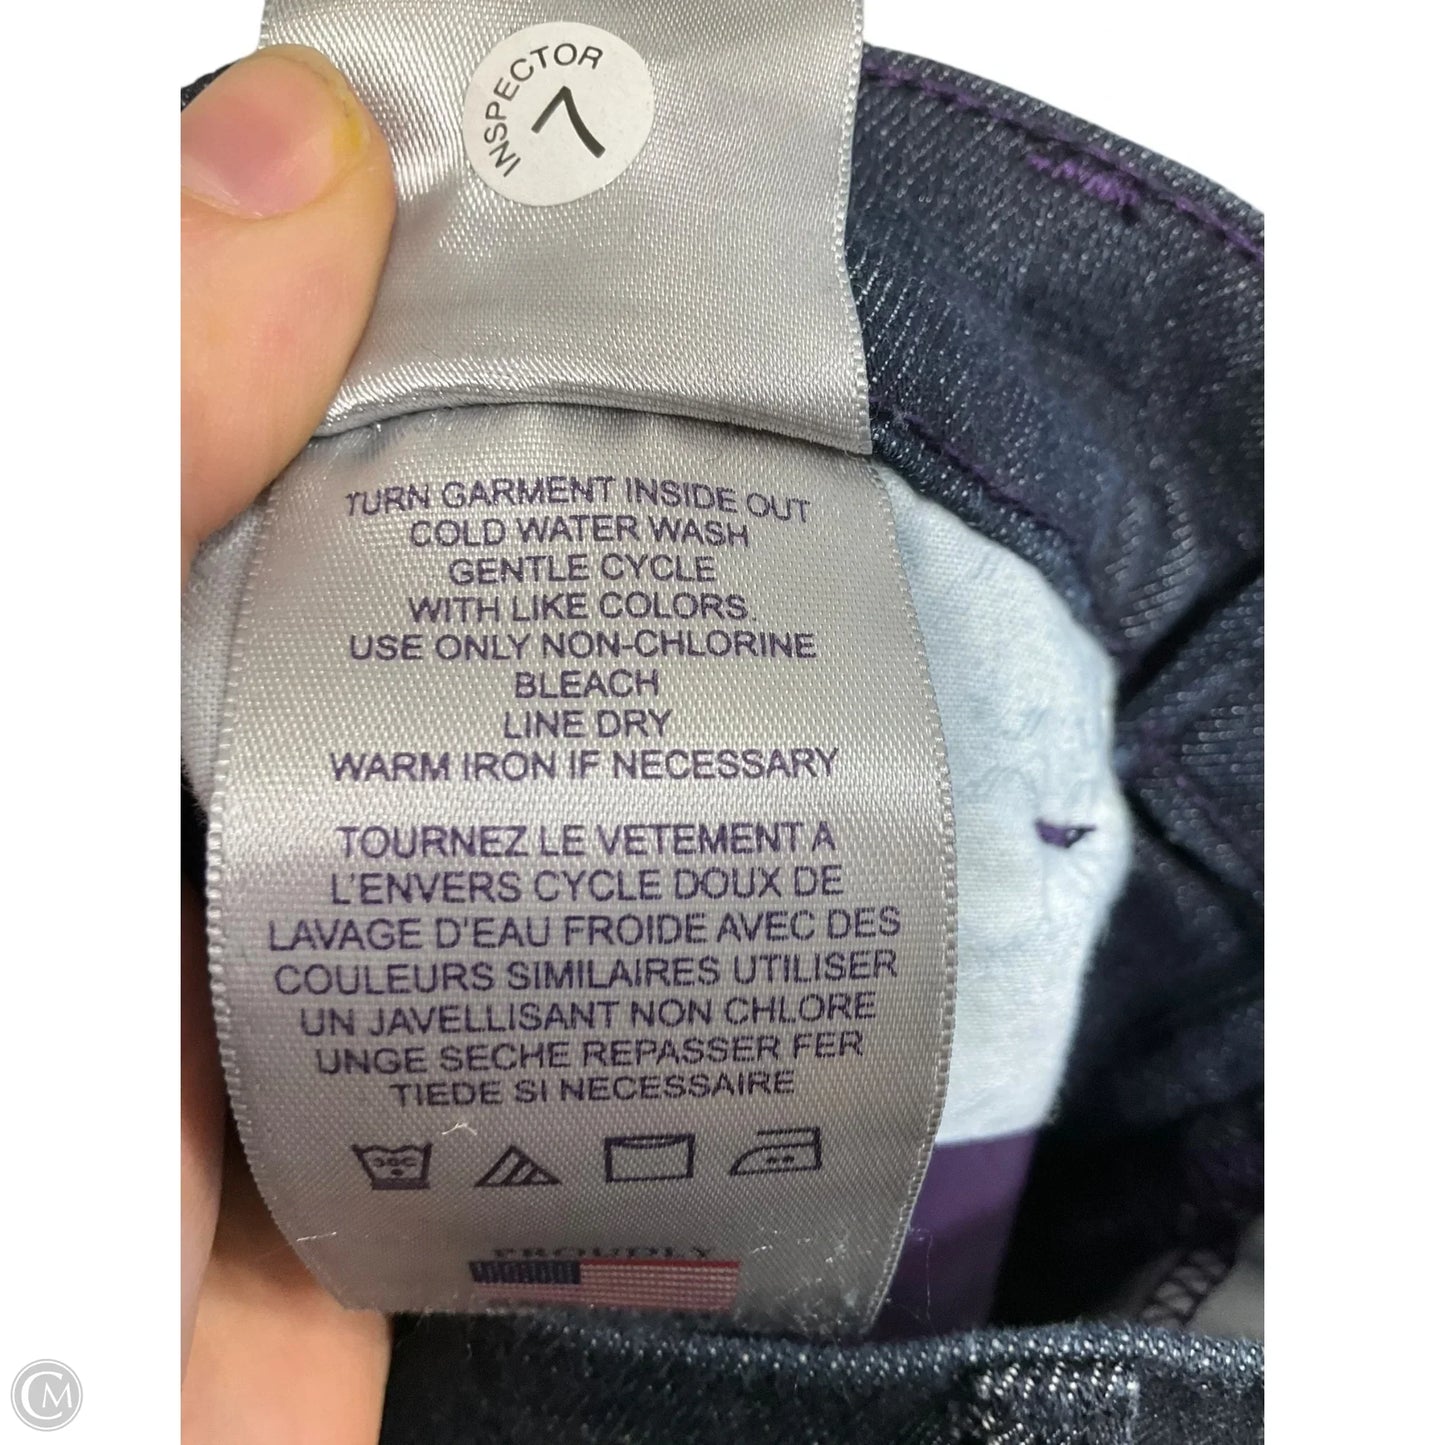 INSPECTOR
7
TURN GARMENT INSIDE OUT
COLD WATER WASH
GENTLE CYCLE
WITH LIKE COLORS.
USE ONLY NON-CHLORINE
BLEACH
LINE DRY
WARM IRON IF NECESSARY
TOURNEZ LE VETEMENT A
L'ENVERS CYCLE DOUX DE
LAVAGE D'EAU FROIDE AVEC DES
COULEURS SIMILAIRES UTILISER
UN JAVELLISANT NON CHLORE
UNGE SECHE REPASSER FER
TIEDE SI NECESSAIRE
30C
PROUDLY
CM